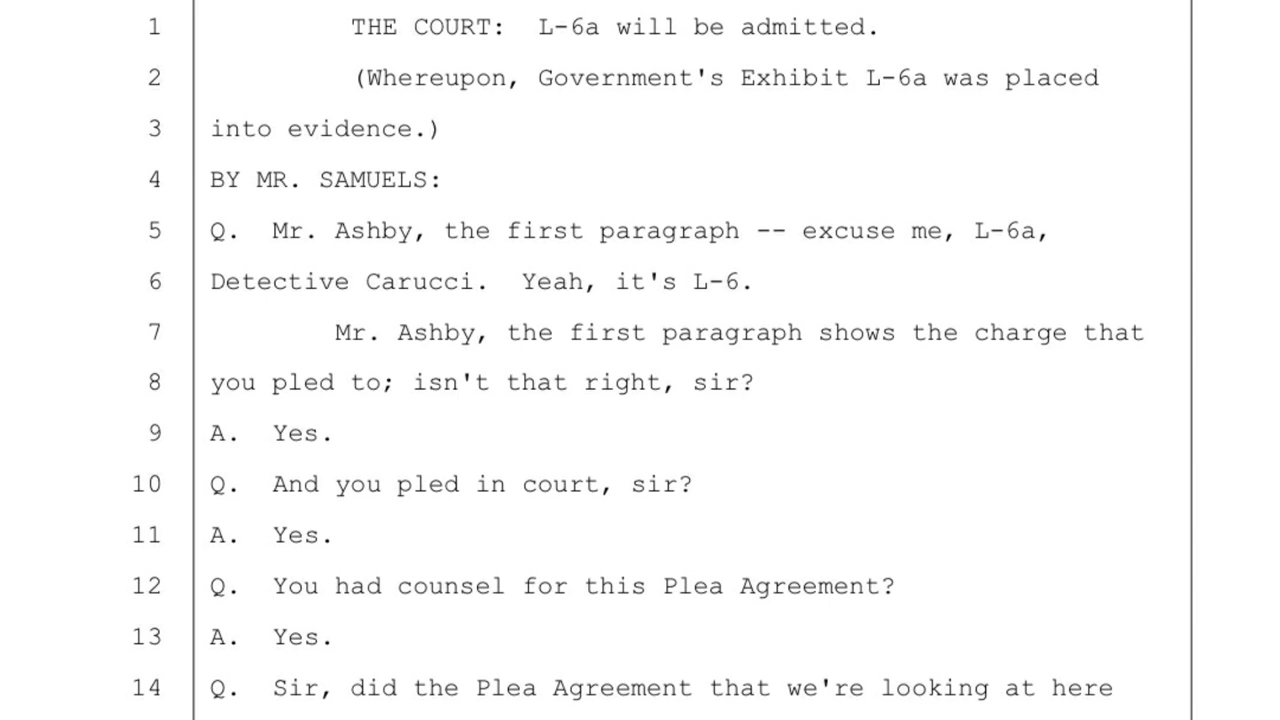 1 THE COURT: L-6a will be admitted.
2 (Whereupon, Government's Exhibit L-6a was placed
3 into evidence.)
4 BY MR. SAMUELS:
5 Q. Mr. Ashby, the first paragraph -- excuse me, L-6a,
6 Detective Carucci. Yeah, it's L-6.
7 Mr. Ashby, the first paragraph shows the charge that
8 you pled to; isn't that right, sir?
9 A. Yes.
10 Q. And you pled in court, sir?
11 A. Yes.
12 Q. You had counsel for this Plea Agreement?
13 A. Yes.
14 Q. Sir, did the Plea Agreement that we're looking at here